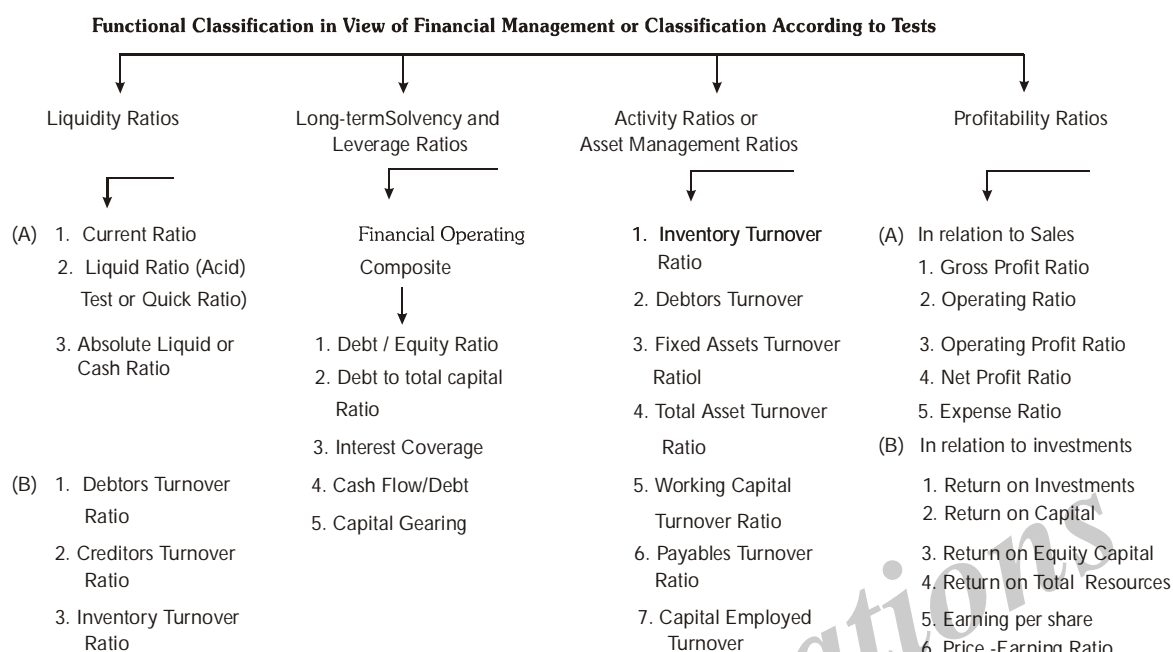 Functional Classification in View of Financial Management or Classification According to Tests
Liquidity Ratios
(A) 1. Current Ratio
2. Liquid Ratio (Acid)
Test or Quick Ratio)
3. Absolute Liquid or
Cash Ratio
(B) 1. Debtors Turnover
Ratio
2. Creditors Turnover
Ratio
3. Inventory Turnover
Ratio
Long-termSolvency and
Leverage Ratios
Financial Operating
Composite
1. Debt / Equity Ratio
2. Debt to total capital
Ratio
3. Interest Coverage
4. Cash Flow/Debt
5. Capital Gearing
Activity Ratios or
Asset Management Ratios
1. Inventory Turnover
Ratio
2. Debtors Turnover
3. Fixed Assets Turnover
Ratiol
4. Total Asset Turnover
Ratio
5. Working Capital
Turnover Ratio
6. Payables Turnover
Ratio
7. Capital Employed
Turnover
Profitability Ratios
(A) In relation to Sales
1. Gross Profit Ratio
2. Operating Ratio
3. Operating Profit Ratio
4. Net Profit Ratio
5. Expense Ratio
(B) In relation to investments
1. Return on Investments
2. Return on Capital
3. Return on Equity Capital
4. Return on Total Resources
5. Earning per share
6. Price -Earning Ratio
ations